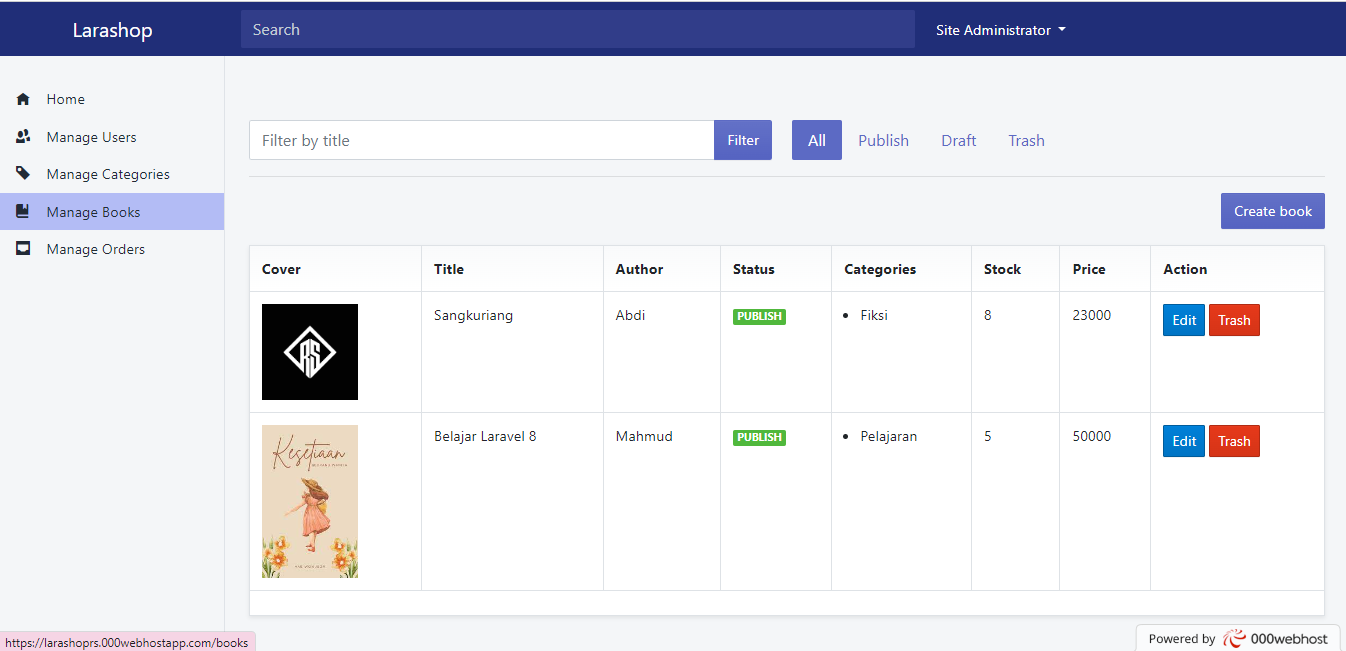 Larashop
Search
Site Administrator
Home
Manage Users
Manage Categories
Manage Books
Manage Orders
Filter by title
Filter
All
Publish
Draft
Trash
Create book
Cover Title Author Status Categories Stock Price Action
RS
Sangkuriang Abdi PUBLISH • Fiksi 8 23000 Edit Trash
Kesetiaan
Belajar Laravel 8 Mahmud PUBLISH • Pelajaran 5 50000 Edit Trash
https://larashoprs.000webhostapp.com/books
Powered by 000webhost